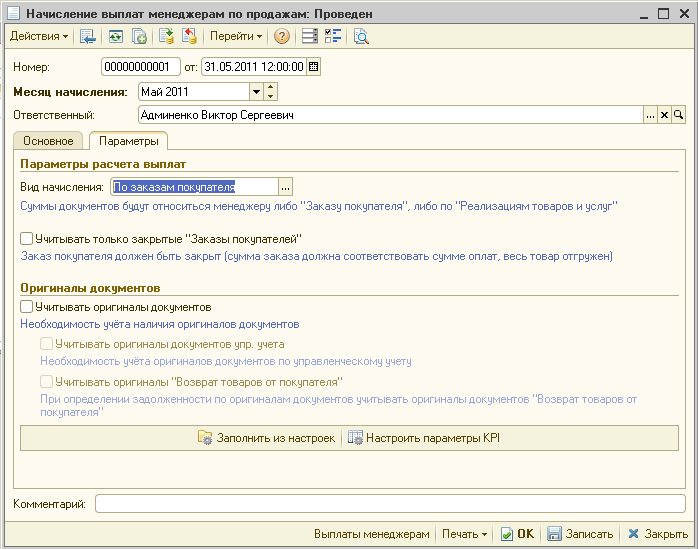 Начисление выплат менеджерам по продажам: Проведен
Действия Перейти
Номер: 00000000001 от: 31.05.2011 12:00:00
Месяц начисления: Май 2011
Ответственный: Админенко Виктор Сергеевич
Основное Параметры
Параметры расчета выплат
Вид начисления: По заказам покупателя
Суммы документов будут относиться менеджеру либо "Заказу покупателя", либо по "Реализациям товаров и услуг"
Учитывать только закрытые "Заказы покупателей"
Заказ покупателя должен быть закрыт (сумма заказа должна соответствовать сумме оплат, весь товар отгружен)
Оригиналы документов
Учитывать оригиналы документов
Необходимость учёта наличия оригиналов документов
Учитывать оригиналы документов упр. учета
Необходимость учёта оригиналов документов по управленческому учету
Учитывать оригиналы "Возврат товаров от покупателя"
При определении задолженности по оригиналам документов учитывать оригиналы документов "Возврат товаров от
покупателя"
Заполнить из настроек Настроить параметры KPI
Комментарий:
Выплаты менеджерам Печать OK Записать Закрыть